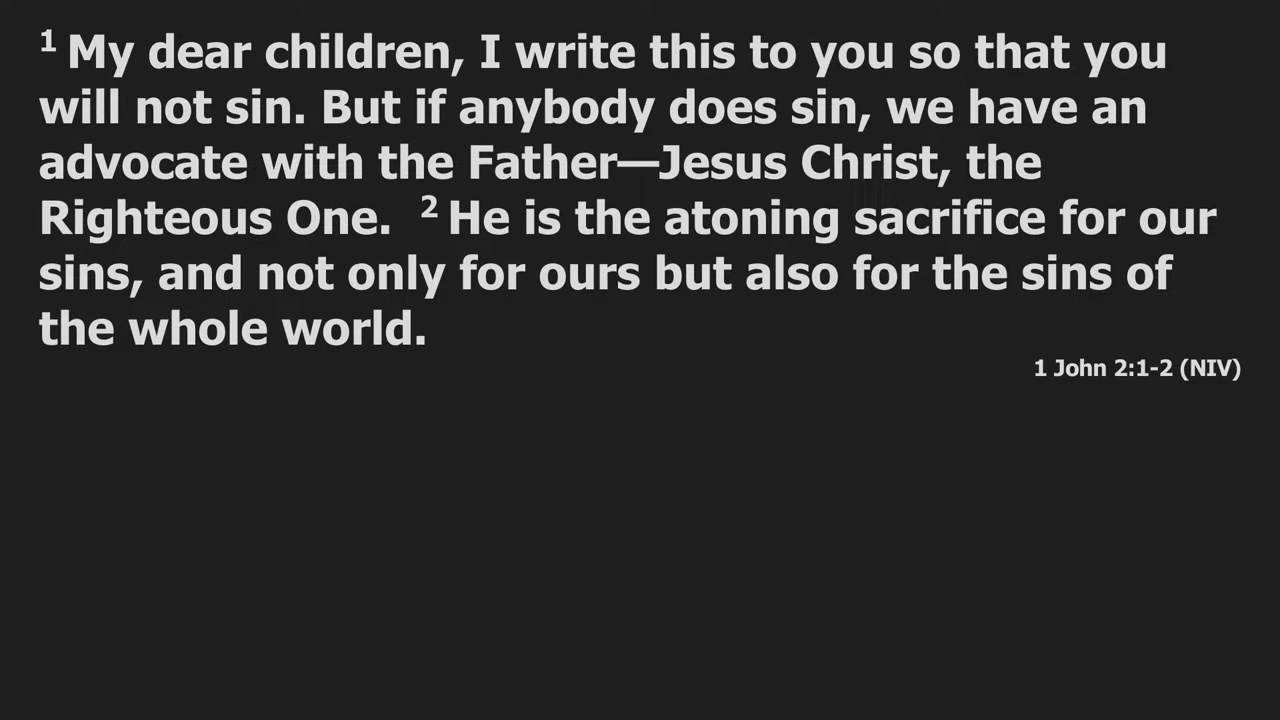 1 My dear children, I write this to you so that you
will not sin. But if anybody does sin, we have an
advocate with the Father—Jesus Christ, the
Righteous One. 2 He is the atoning sacrifice for our
sins, and not only for ours but also for the sins of
the whole world.
1 John 2:1-2 (NIV)